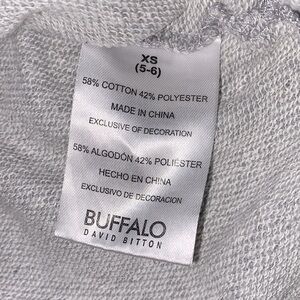 XS
(5-6)
58% COTTON 42% POLYESTER
MADE IN CHINA
EXCLUSIVE OF DECORATION
58% ALGODÓN 42% POLIÉSTER
HECHO EN CHINA
EXCLUSIVO DE DECORACION
BUFFALO
DAVID BITTON